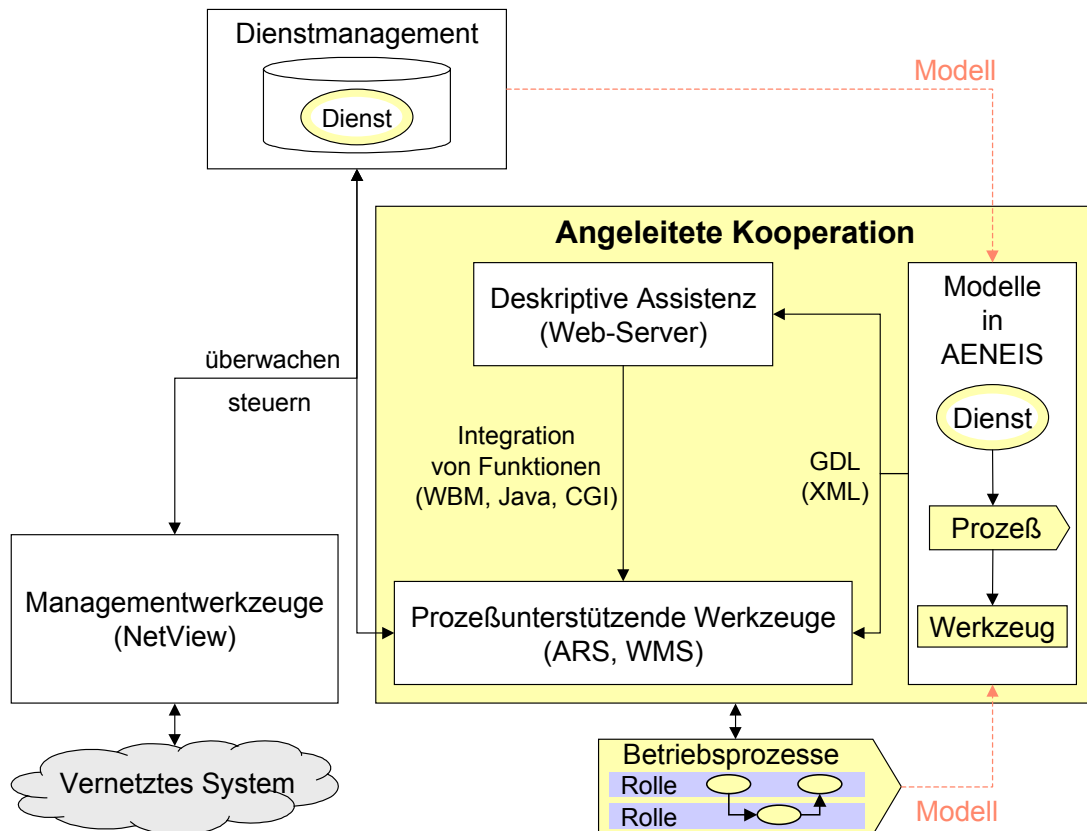 Dienstmanagement
Dienst
Modell
Angeleitete Kooperation
Deskriptive Assistenz
(Web-Server)
Modelle
in
AENEIS
Dienst
Prozeß
Werkzeug
überwachen
steuern
Integration
von Funktionen
(WBM, Java, CGI)
GDL
(XML)
Managementwerkzeuge
(NetView)
Prozeßunterstützende Werkzeuge
(ARS, WMS)
Vernetztes System
Betriebsprozesse
Rolle
Rolle
Modell